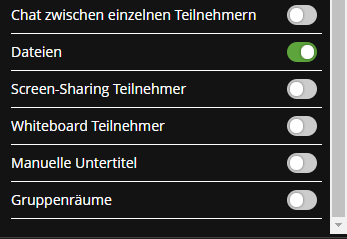 Chat zwischen einzelnen Teilnehmern
Dateien
Screen-Sharing Teilnehmer
Whiteboard Teilnehmer
Manuelle Untertitel
Gruppenräume